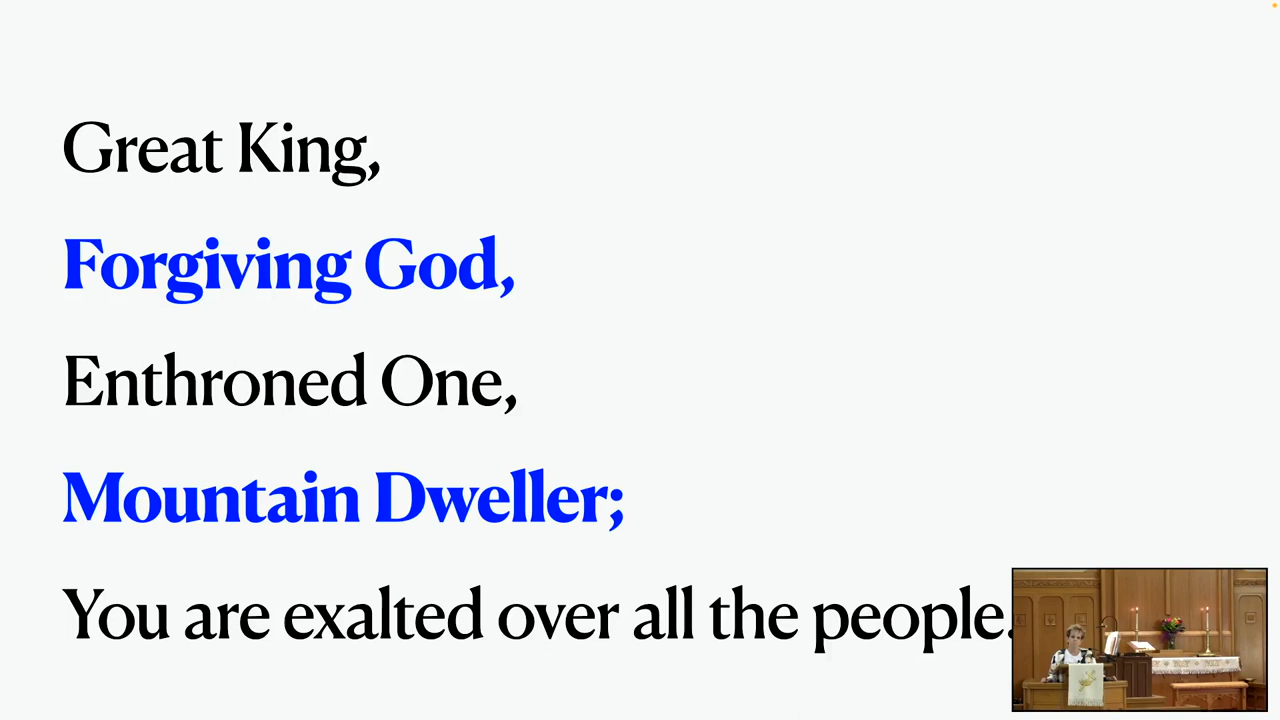 Great King,
Forgiving God,
Enthroned One,
Mountain Dweller;
You are exalted over all the people.